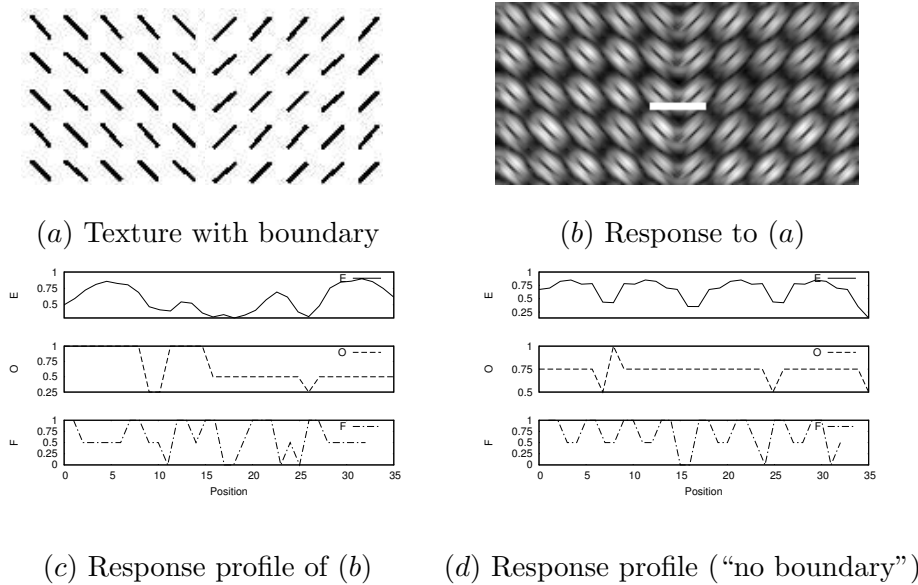 (a) Texture with boundary
(b) Response to (a)
1
0.75
0.5
E
E
1
0.75
0.5
0.25
O
O
1
0.75
0.5
0.25
0
F
F
0 5 10 15 20 25 30 35
Position
1
0.75
0.5
0.25
E
E
1
0.75
0.5
0.25
O
O
1
0.75
0.5
0.25
0
F
F
0 5 10 15 20 25 30 35
Position
(c) Response profile of (b)
(d) Response profile (“no boundary”)